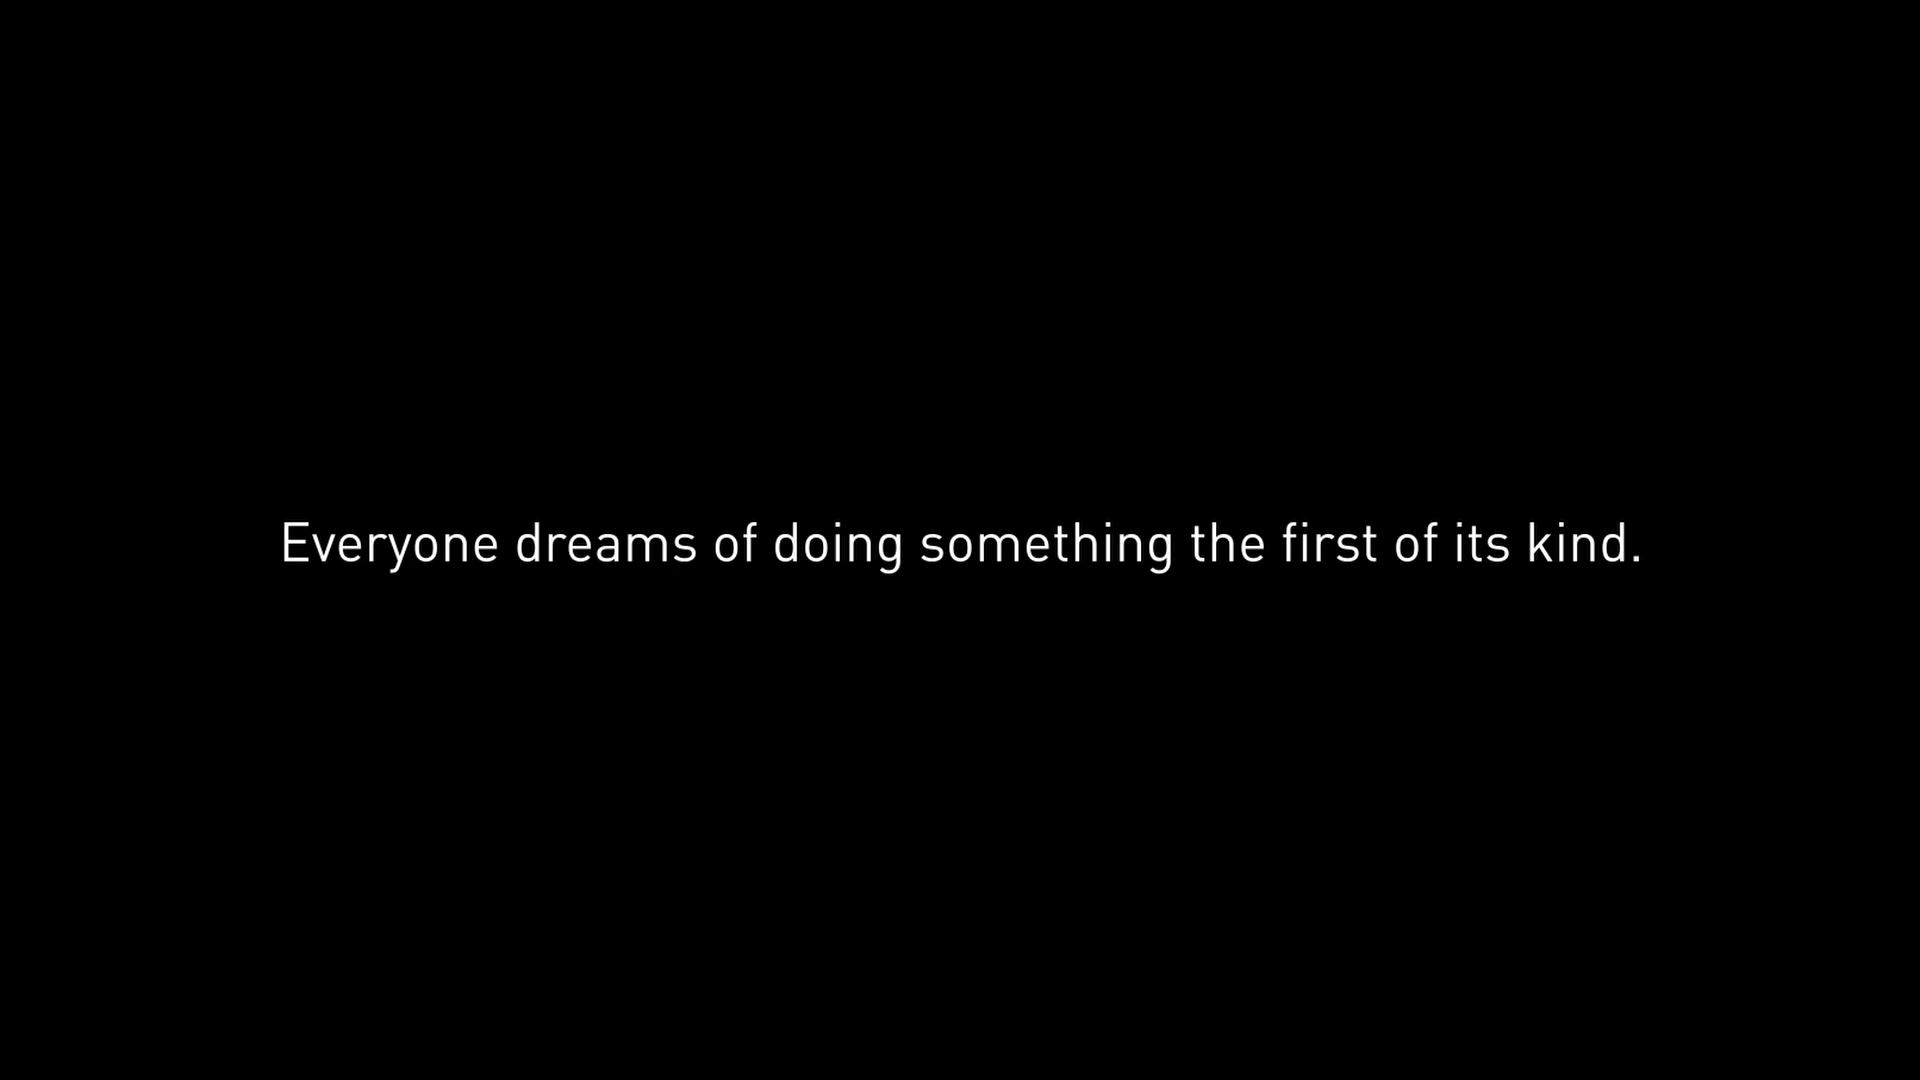 Everyone dreams of doing something the first of its kind.